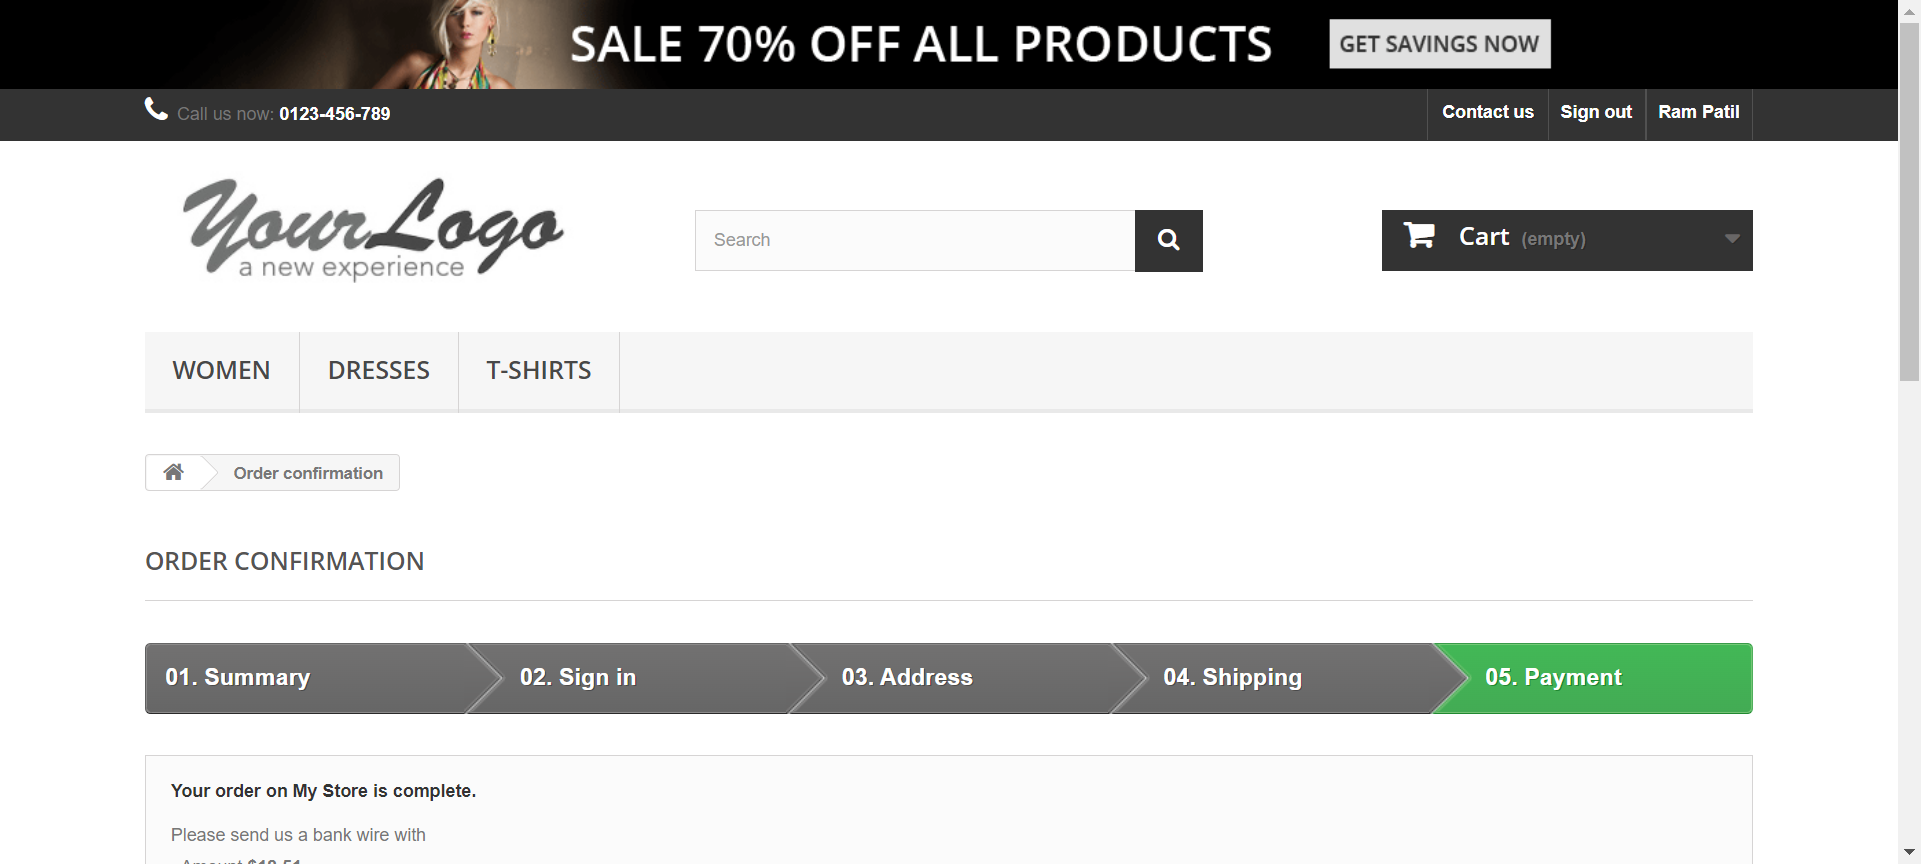 SALE 70% OFF ALL PRODUCTS
GET SAVINGS NOW
Call us now: 0123-456-789
Contact us
Sign out
Ram Patil
YourLogo
a new experience
Search
Cart (empty)
WOMEN
DRESSES
T-SHIRTS
Order confirmation
ORDER CONFIRMATION
01. Summary
02. Sign in
03. Address
04. Shipping
05. Payment
Your order on My Store is complete.
Please send us a bank wire with
- Amount $18.51